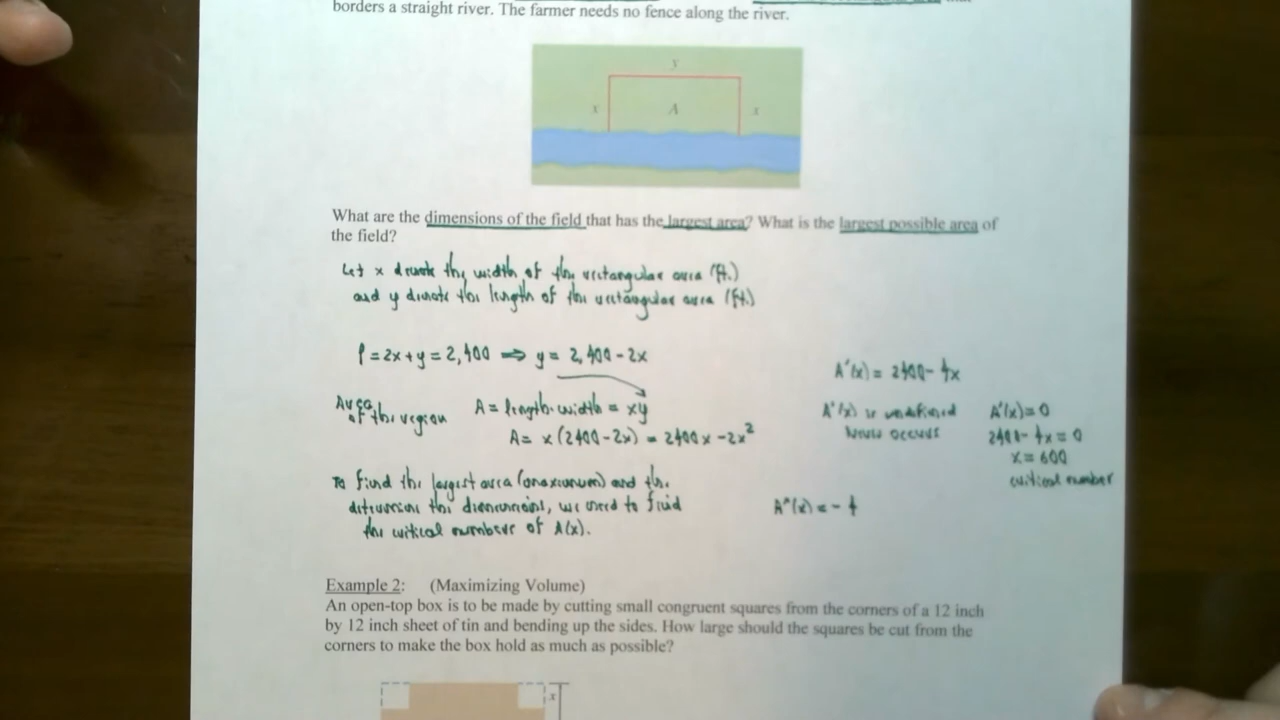 borders a straight river. The farmer needs no fence along the river.
y
x A x
What are the dimensions of the field that has the largest area? What is the largest possible area of
the field?
Let x denote the width of the rectangular area (ft.)
and y denote the length of the rectangular area (ft.)
P = 2x + y = 2,400 ⟹ y = 2,400 - 2x
Area of the region
A = length · width = xy
A = x(2400 - 2x) = 2400x - 2x²
To find the largest area (maximum) and the
determine the dimensions, we need to find
the critical numbers of A(x).
A'(x) = 2400 - 4x
A'(x) is undefined
Never occurs
A'(x) = 0
2400 - 4x = 0
x = 600
critical number
A''(x) = -4
Example 2: (Maximizing Volume)
An open-top box is to be made by cutting small congruent squares from the corners of a 12 inch
by 12 inch sheet of tin and bending up the sides. How large should the squares be cut from the
corners to make the box hold as much as possible?
x